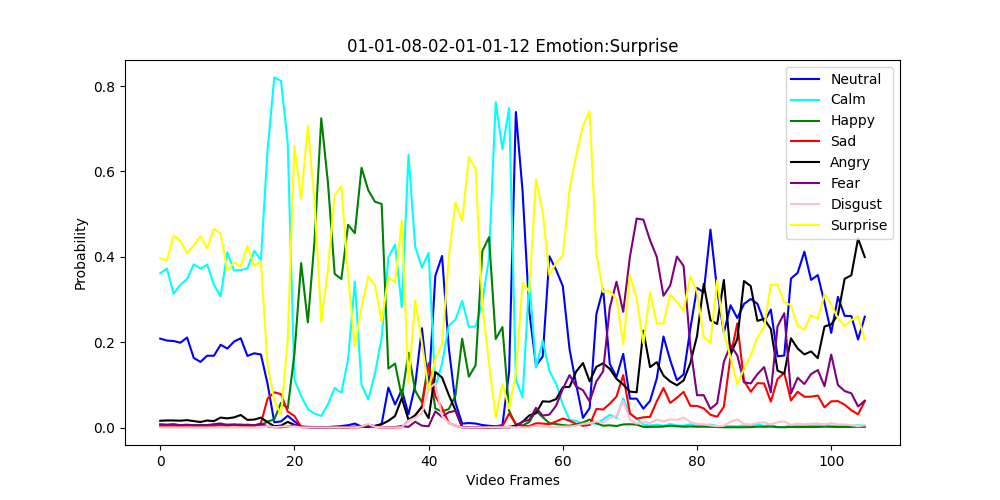 01-01-08-02-01-01-12 Emotion:Surprise
Neutral
Calm
Happy
Sad
Angry
Fear
Disgust
Surprise
Probability
0.8
0.6
0.4
0.2
0.0
0 20 40 60 80 100
Video Frames